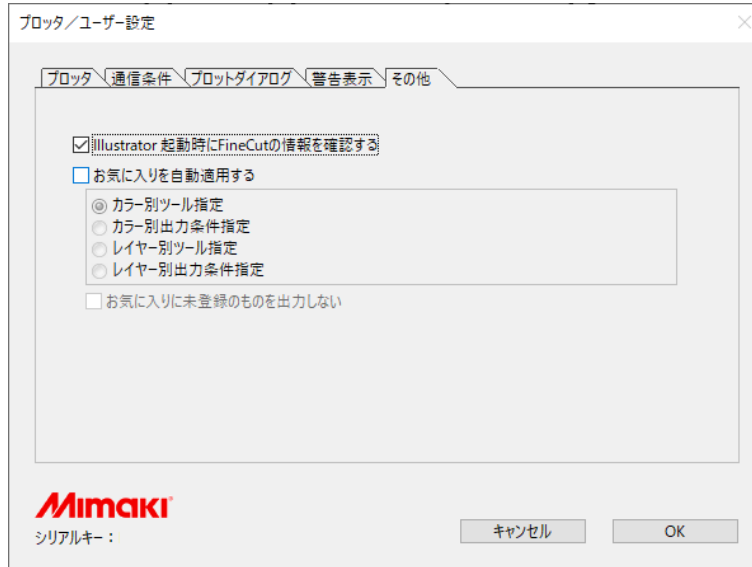 プロッタ／ユーザー設定
プロッタ 通信条件 プロットダイアログ 警告表示 その他
Illustrator 起動時にFineCutの情報を確認する
お気に入りを自動適用する
カラー別ツール指定
カラー別出力条件指定
レイヤー別ツール指定
レイヤー別出力条件指定
お気に入りに未登録のものを出力しない
Mimaki
シリアルキー：
キャンセル OK